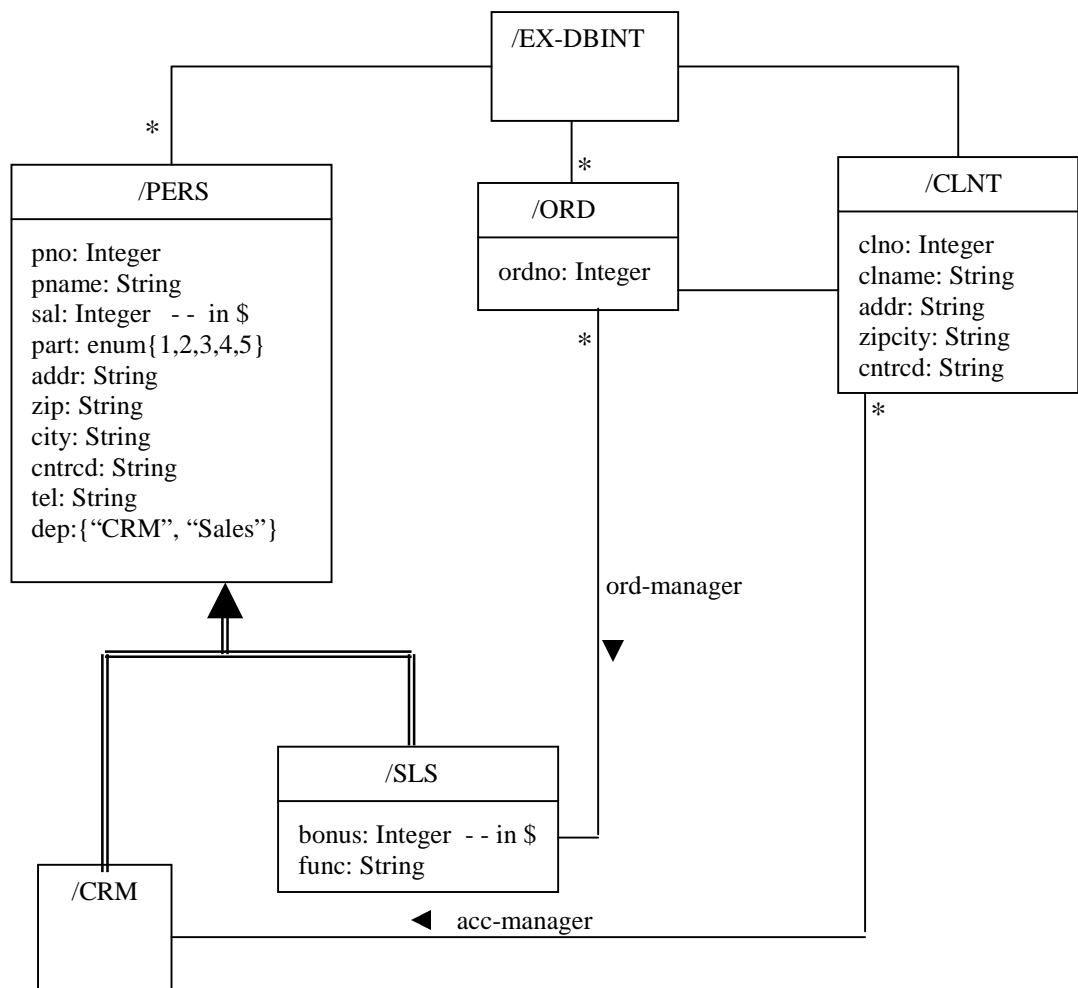 /EX-DBINT
*
*
/PERS
pno: Integer
pname: String
sal: Integer - - in $
part: enum{1,2,3,4,5}
addr: String
zip: String
city: String
cntrcd: String
tel: String
dep:{“CRM”, “Sales”}
/ORD
ordno: Integer
*
/CLNT
clno: Integer
clname: String
addr: String
zipcity: String
cntrcd: String
*
ord-manager
/SLS
bonus: Integer - - in $
func: String
/CRM
acc-manager